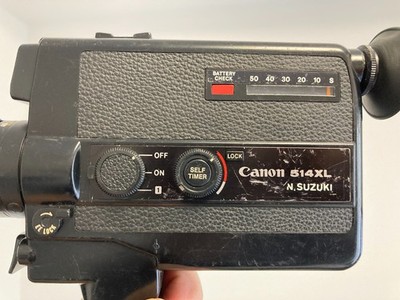 BATTERY
CHECK
50 40 30 20 10 S
OFF
ON
1
SELF
TIMER
LOCK
Canon 514XL
N.SUZUKI